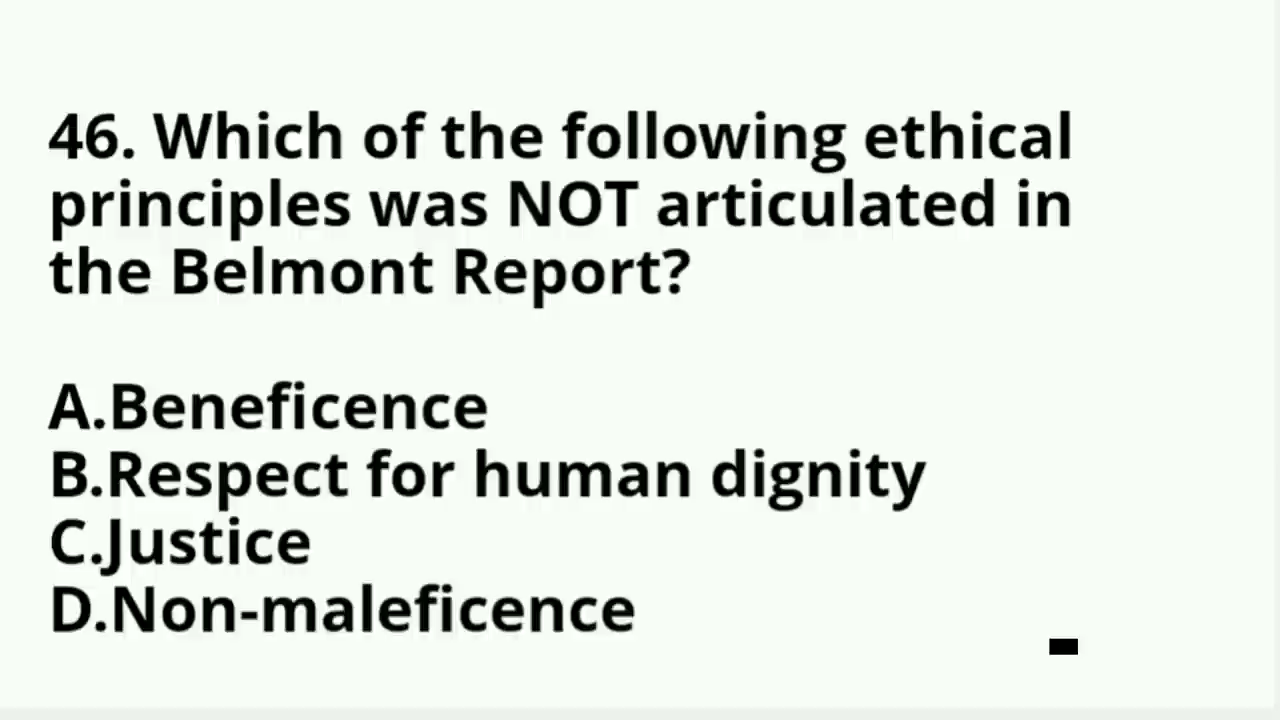 46. Which of the following ethical
principles was NOT articulated in
the Belmont Report?
A.Beneficence
B.Respect for human dignity
C.Justice
D.Non-maleficence